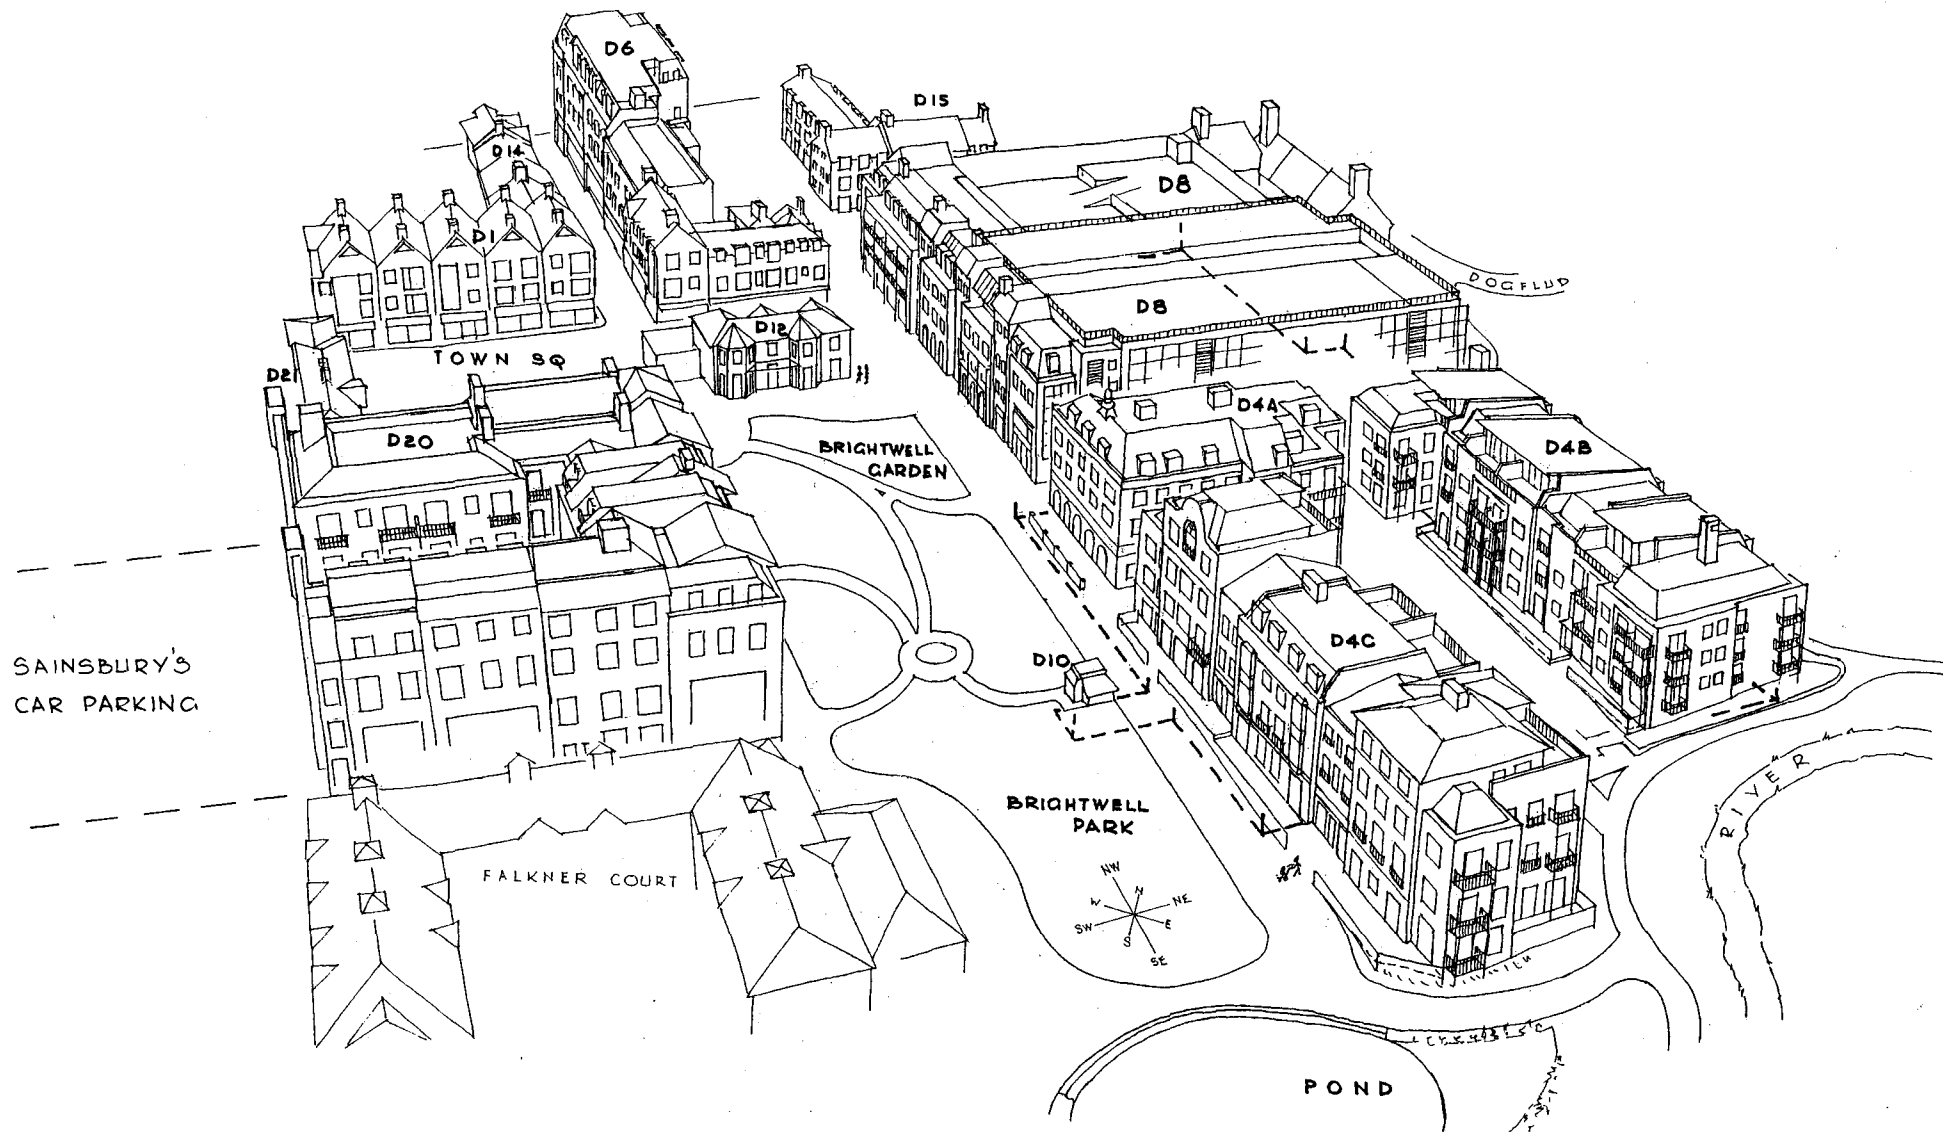 D6
D15
D14
D8
D1
DOGFLUD
D8
D12
TOWN SQ
D21
D4A
D20
BRIGHTWELL
GARDEN
D4B
D4C
D10
SAINSBURY'S
CAR PARKING
RIVER
BRIGHTWELL
PARK
FALKNER COURT
NW
N
W
NE
SW
E
S
SE
POND